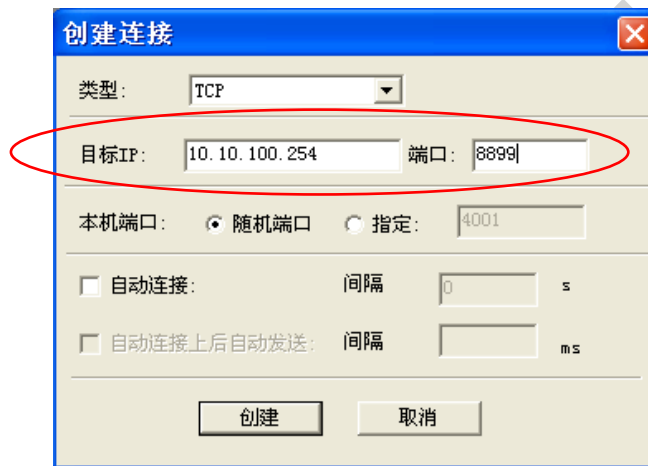 创建连接
类型: TCP
目标IP: 10.10.100.254 端口: 8899
本机端口: 随机端口 指定: 4001
自动连接: 间隔 0 s
自动连接上后自动发送: 间隔 ms
创建 取消